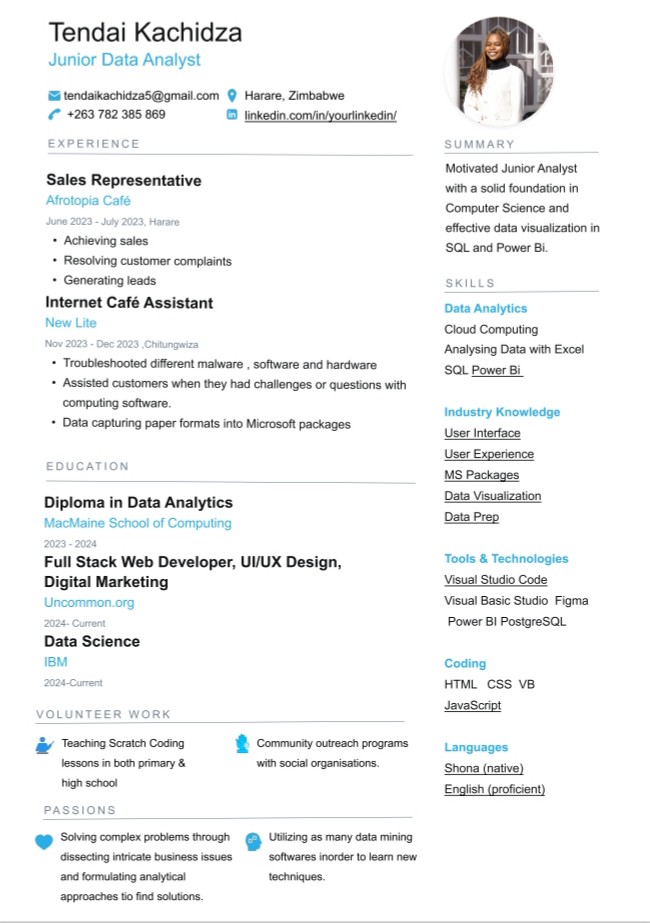 Tendai Kachidza
Junior Data Analyst
tendaikachidza5@gmail.com
Harare, Zimbabwe
+263 782 385 869
linkedin.com/in/yourlinkedin/
EXPERIENCE
Sales Representative
Afrotopia Café
June 2023 - July 2023, Harare
• Achieving sales
• Resolving customer complaints
• Generating leads
Internet Café Assistant
New Lite
Nov 2023 - Dec 2023 ,Chitungwiza
• Troubleshooted different malware , software and hardware
• Assisted customers when they had challenges or questions with
computing software.
• Data capturing paper formats into Microsoft packages
EDUCATION
Diploma in Data Analytics
MacMaine School of Computing
2023 - 2024
Full Stack Web Developer, UI/UX Design,
Digital Marketing
Uncommon.org
2024- Current
Data Science
IBM
2024-Current
VOLUNTEER WORK
Teaching Scratch Coding
lessons in both primary &
high school
Community outreach programs
with social organisations.
PASSIONS
Solving complex problems through
dissecting intricate business issues
and formulating analytical
approaches tio find solutions.
Utilizing as many data mining
softwares inorder to learn new
techniques.
SUMMARY
Motivated Junior Analyst
with a solid foundation in
Computer Science and
effective data visualization in
SQL and Power Bi.
SKILLS
Data Analytics
Cloud Computing
Analysing Data with Excel
SQL Power Bi
Industry Knowledge
User Interface
User Experience
MS Packages
Data Visualization
Data Prep
Tools & Technologies
Visual Studio Code
Visual Basic Studio Figma
Power BI PostgreSQL
Coding
HTML CSS VB
JavaScript
Languages
Shona (native)
English (proficient)